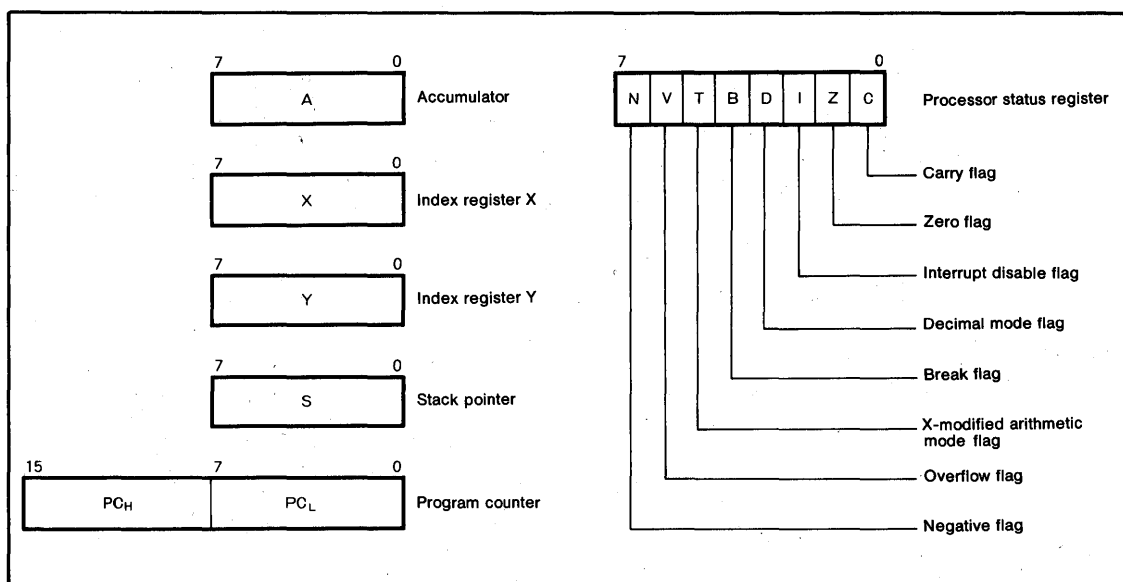 7 0
A
Accumulator
7 0
X
Index register X
7 0
Y
Index register Y
7 0
S
Stack pointer
15 7 0
PCH PCL
Program counter
7 0
N V T B D I Z C
Processor status register
Carry flag
Zero flag
Interrupt disable flag
Decimal mode flag
Break flag
X-modified arithmetic
mode flag
Overflow flag
Negative flag